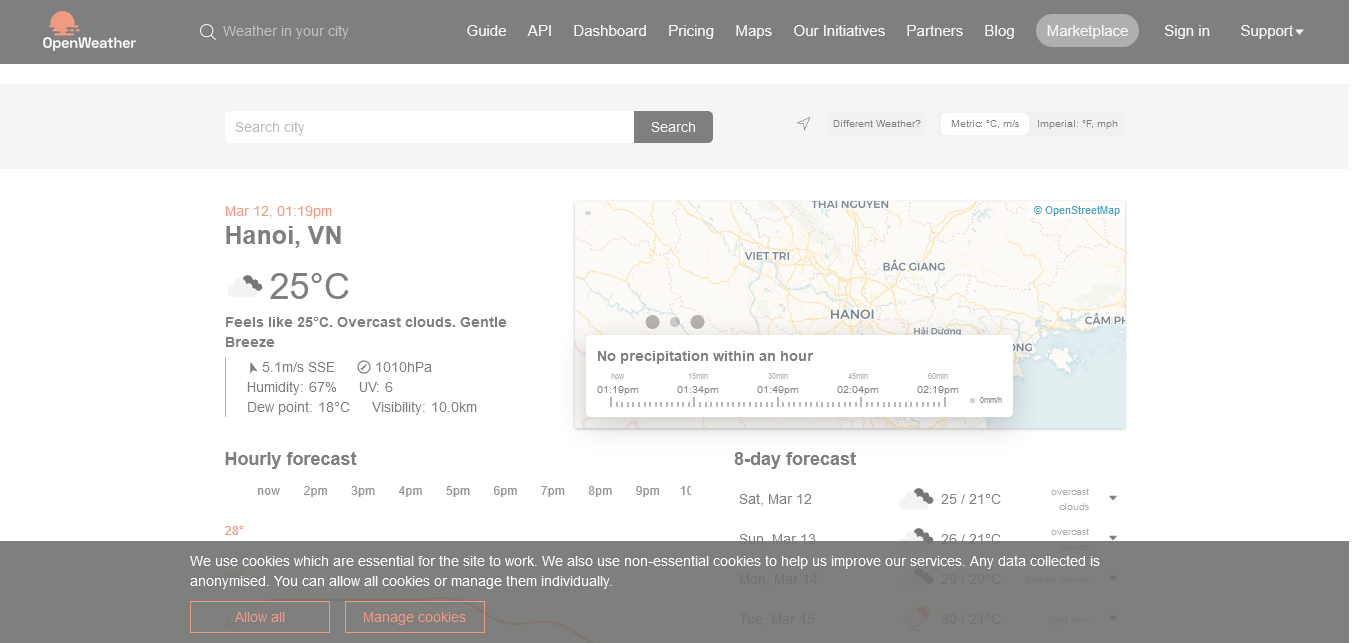 OpenWeather
Weather in your city
Guide API Dashboard Pricing Maps Our Initiatives Partners Blog Marketplace Sign in Support
Search city Search Different Weather? Metric: °C, m/s Imperial: °F, mph
Mar 12, 01:19pm
Hanoi, VN
25°C
Feels like 25°C. Overcast clouds. Gentle
Breeze
5.1m/s SSE 1010hPa
Humidity: 67% UV: 6
Dew point: 18°C Visibility: 10.0km
THAI NGUYEN
© OpenStreetMap
VIET TRI
BẮC GIANG
HANOI
Hải Dương
CẨM PH
ONG
No precipitation within an hour
now 15min 30min 45min 60min
01:19pm 01:34pm 01:49pm 02:04pm 02:19pm
0mm/h
Hourly forecast
now 2pm 3pm 4pm 5pm 6pm 7pm 8pm 9pm 10
28°
8-day forecast
Sat, Mar 12 25 / 21°C overcast
clouds
Sun, Mar 13 26 / 21°C overcast
Mon, Mar 14 29 / 20°C broken clouds
Tue, Mar 15 30 / 21°C light rain
We use cookies which are essential for the site to work. We also use non-essential cookies to help us improve our services. Any data collected is
anonymised. You can allow all cookies or manage them individually.
Allow all Manage cookies